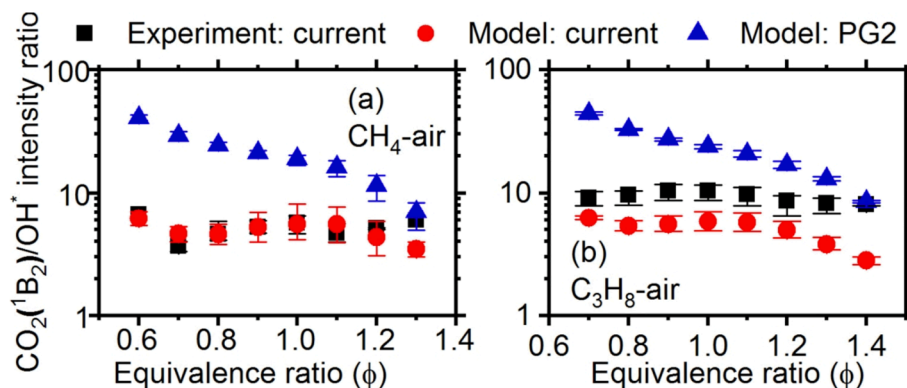 Experiment: current Model: current Model: PG2
CO₂(¹B₂)/OH* intensity ratio
100
10
1
(a)
CH₄-air
0.6 0.8 1.0 1.2 1.4
Equivalence ratio (ϕ)
100
10
1
(b)
C₃H₈-air
0.6 0.8 1.0 1.2 1.4
Equivalence ratio (ϕ)